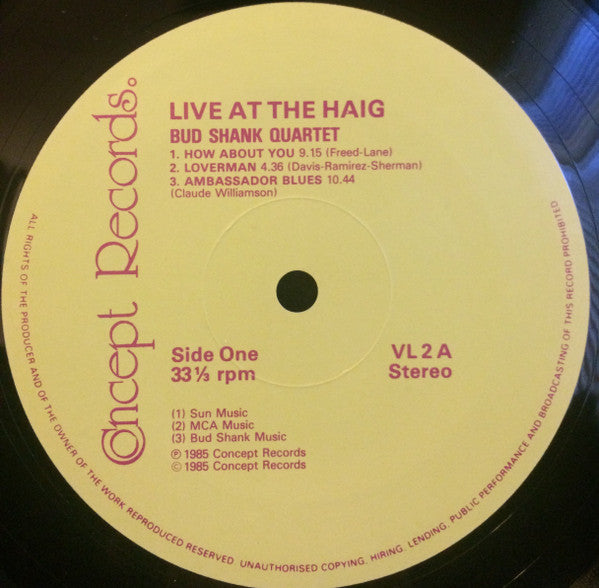 Concept Records.
LIVE AT THE HAIG
BUD SHANK QUARTET
1. HOW ABOUT YOU 9.15 (Freed-Lane)
2. LOVERMAN 4.36 (Davis-Ramirez-Sherman)
3. AMBASSADOR BLUES 10.44
(Claude Williamson)
Side One
33⅓ rpm
VL 2 A
Stereo
(1) Sun Music
(2) MCA Music
(3) Bud Shank Music
℗ 1985 Concept Records
© 1985 Concept Records
ALL RIGHTS OF THE PRODUCER AND OF THE OWNER OF THE WORK REPRODUCED RESERVED. UNAUTHORISED COPYING, HIRING, LENDING, PUBLIC PERFORMANCE AND BROADCASTING OF THIS RECORD PROHIBITED